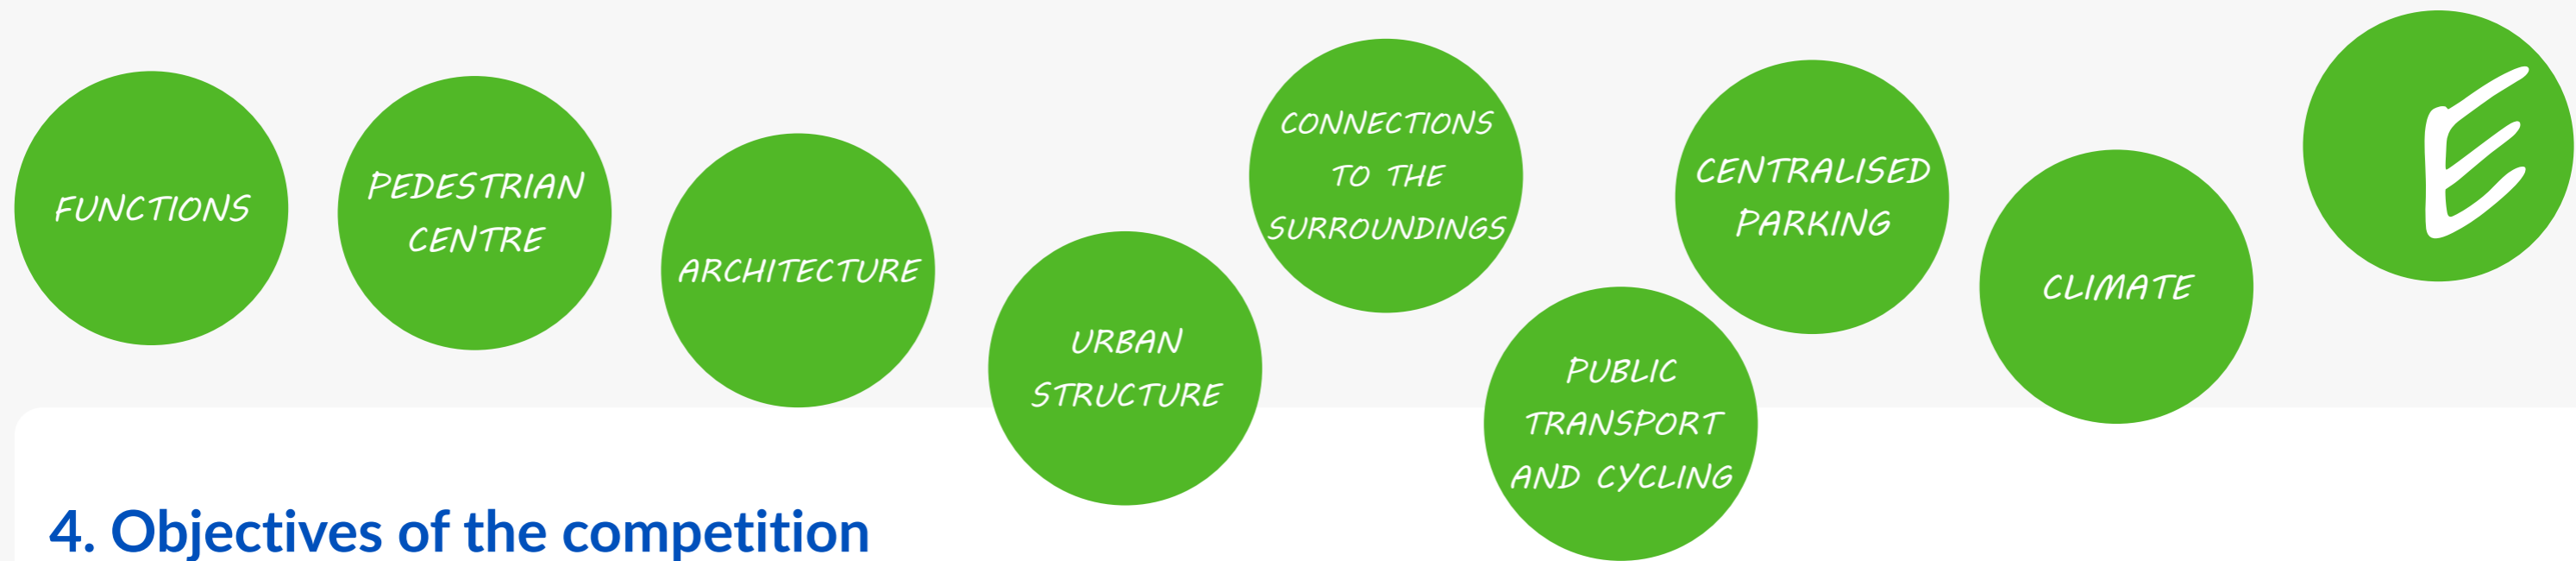 FUNCTIONS
PEDESTRIAN
CENTRE
ARCHITECTURE
URBAN
STRUCTURE
CONNECTIONS
TO THE
SURROUNDINGS
PUBLIC
TRANSPORT
AND CYCLING
CENTRALISED
PARKING
CLIMATE
E
4. Objectives of the competition